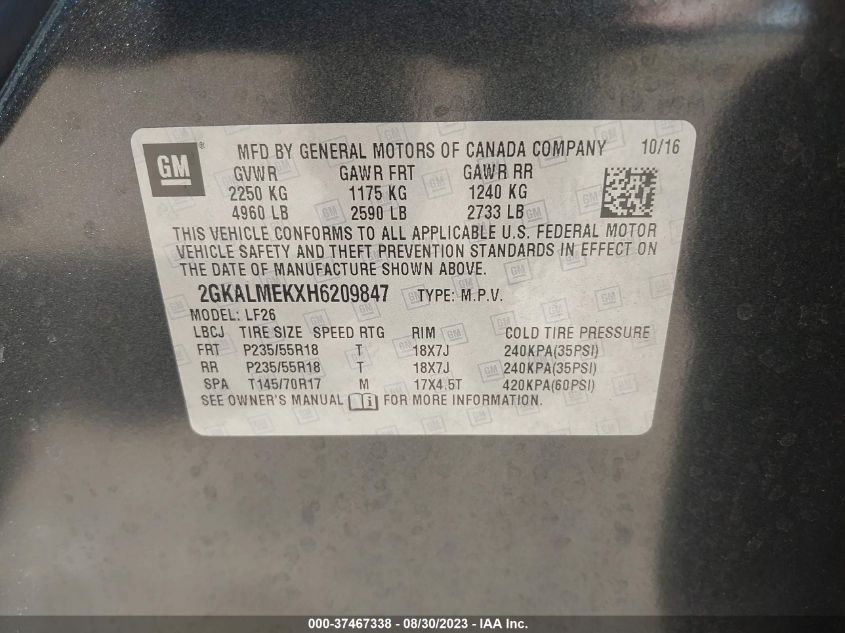 GM® MFD BY GENERAL MOTORS OF CANADA COMPANY 10/16
GVWR GAWR FRT GAWR RR
2250 KG 1175 KG 1240 KG
4960 LB 2590 LB 2733 LB
THIS VEHICLE CONFORMS TO ALL APPLICABLE U.S. FEDERAL MOTOR
VEHICLE SAFETY AND THEFT PREVENTION STANDARDS IN EFFECT ON
THE DATE OF MANUFACTURE SHOWN ABOVE.
2GKALMEKXH6209847 TYPE: M.P.V.
MODEL: LF26
LBCJ TIRE SIZE SPEED RTG RIM COLD TIRE PRESSURE
FRT P235/55R18 T 18X7J 240KPA(35PSI)
RR P235/55R18 T 18X7J 240KPA(35PSI)
SPA T145/70R17 M 17X4.5T 420KPA(60PSI)
SEE OWNER'S MANUAL i FOR MORE INFORMATION.
000-37467338 - 08/30/2023 - IAA Inc.